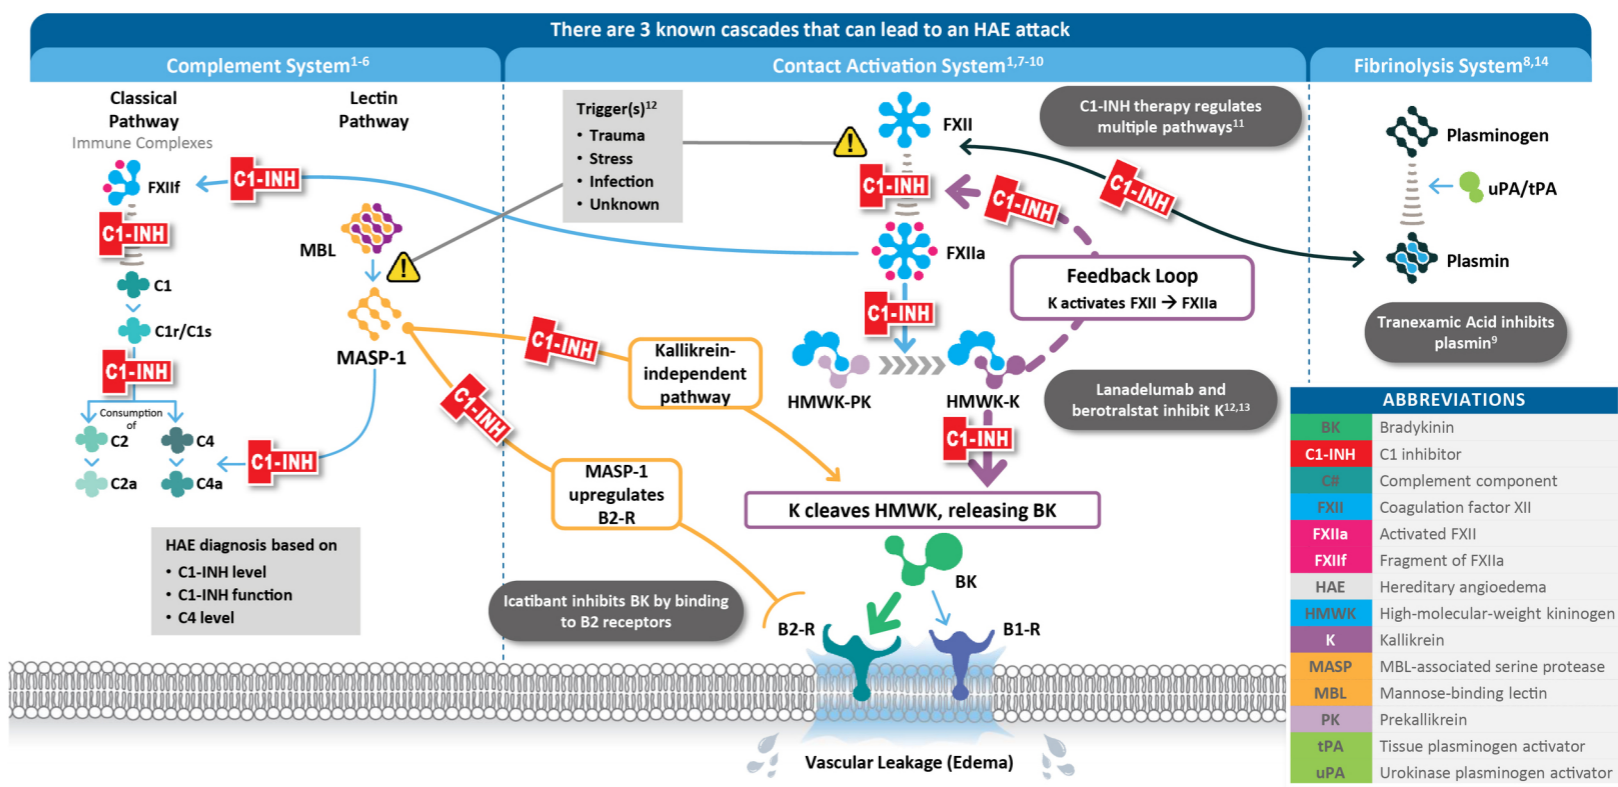 There are 3 known cascades that can lead to an HAE attack
Complement System1-6
Contact Activation System1,7-10
Fibrinolysis System8,14
Classical
Pathway
Immune Complexes
Lectin
Pathway
FXIIf
C1-INH
C1-INH
C1
C1r/C1s
C1-INH
Consumption
of
C2
C4
C2a
C4a
C1-INH
MBL
MASP-1
HAE diagnosis based on
• C1-INH level
• C1-INH function
• C4 level
Trigger(s)12
• Trauma
• Stress
• Infection
• Unknown
FXII
C1-INH
C1-INH
FXIIa
C1-INH
C1-INH therapy regulates
multiple pathways11
C1-INH
Feedback Loop
K activates FXII → FXIIa
HMWK-PK
HMWK-K
C1-INH
Lanadelumab and
berotralstat inhibit K12,13
C1-INH
Kallikrein-
independent
pathway
C1-INH
MASP-1
upregulates
B2-R
K cleaves HMWK, releasing BK
BK
Icatibant inhibits BK by binding
to B2 receptors
B2-R
B1-R
Vascular Leakage (Edema)
Plasminogen
uPA/tPA
Plasmin
Tranexamic Acid inhibits
plasmin9
ABBREVIATIONS
BK Bradykinin
C1-INH C1 inhibitor
C# Complement component
FXII Coagulation factor XII
FXIIa Activated FXII
FXIIf Fragment of FXIIa
HAE Hereditary angioedema
HMWK High-molecular-weight kininogen
K Kallikrein
MASP MBL-associated serine protease
MBL Mannose-binding lectin
PK Prekallikrein
tPA Tissue plasminogen activator
uPA Urokinase plasminogen activator